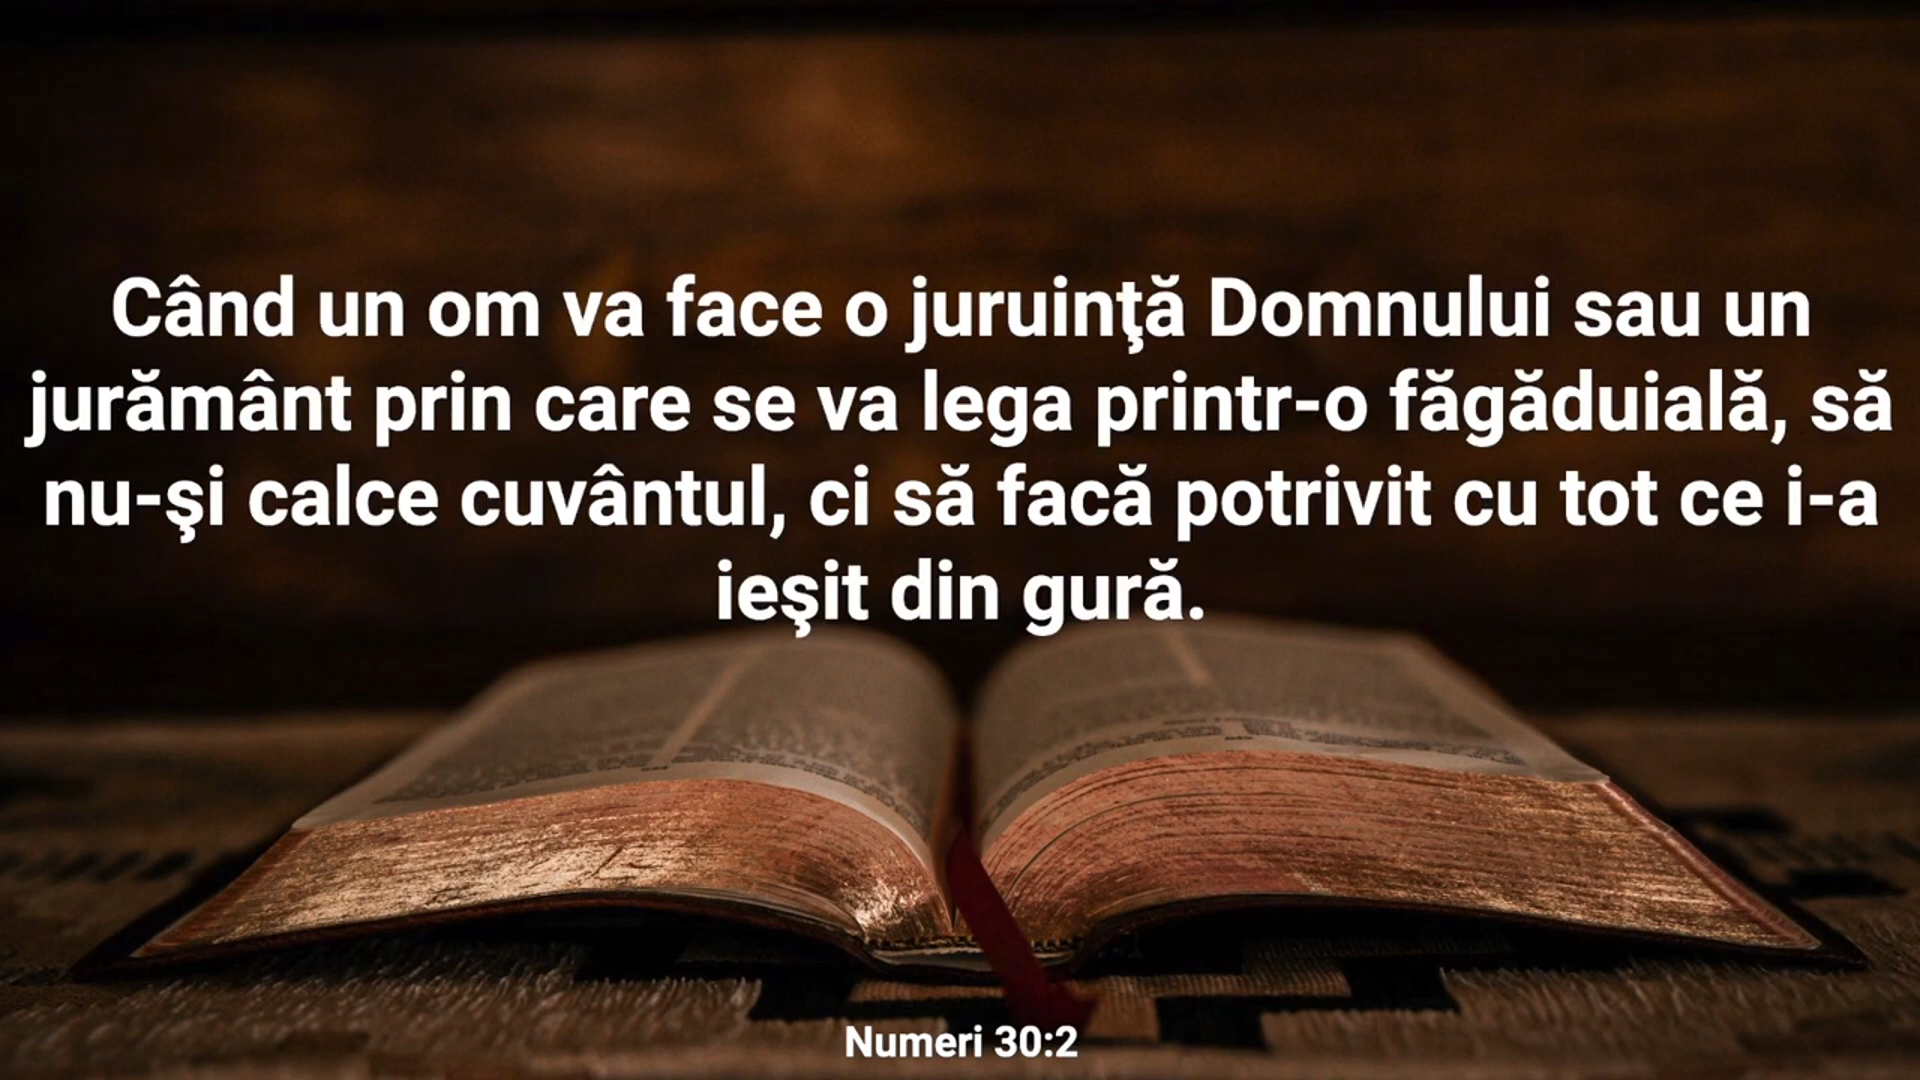 Când un om va face o juruinţă Domnului sau un
jurământ prin care se va lega printr-o făgăduială, să
nu-şi calce cuvântul, ci să facă potrivit cu tot ce i-a
ieşit din gură.
Numeri 30:2